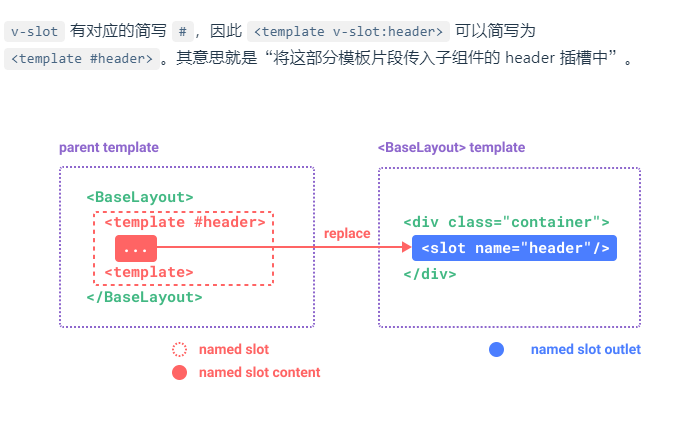 v-slot 有对应的简写 #，因此 <template v-slot:header> 可以简写为
<template #header>。其意思就是“将这部分模板片段传入子组件的 header 插槽中”。
parent template
<BaseLayout> template
<BaseLayout>
<template #header>
...
<template>
</BaseLayout>
replace
<div class="container">
<slot name="header"/>
</div>
named slot
named slot content
named slot outlet